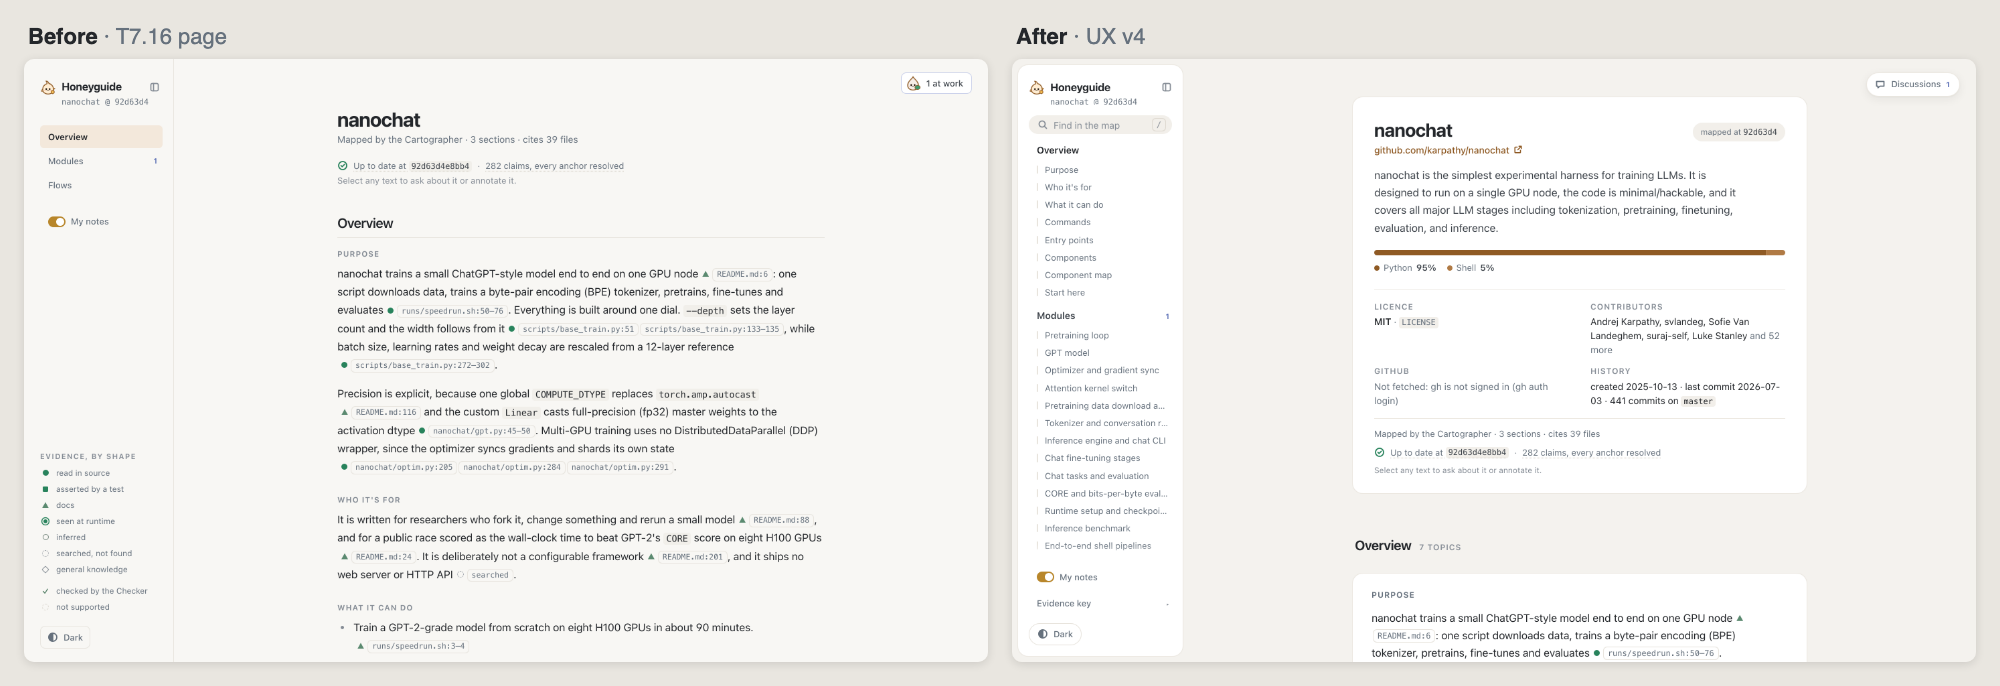 Before · T7.16 page
Honeyguide
nanochat @ 92d63d4
Overview
Modules 1
Flows
My notes
EVIDENCE, BY SHAPE
read in source
asserted by a test
docs
seen at runtime
inferred
searched, not found
general knowledge
checked by the Checker
not supported
Dark
1 at work
nanochat
Mapped by the Cartographer · 3 sections · cites 39 files
Up to date at 92d63d4e8bb4 · 282 claims, every anchor resolved
Select any text to ask about it or annotate it.
Overview
PURPOSE
nanochat trains a small ChatGPT-style model end to end on one GPU node README.md:6 : one
script downloads data, trains a byte-pair encoding (BPE) tokenizer, pretrains, fine-tunes and
evaluates runs/speedrun.sh:50–76 . Everything is built around one dial. --depth sets the layer
count and the width follows from it scripts/base_train.py:51 scripts/base_train.py:133–135 , while
batch size, learning rates and weight decay are rescaled from a 12-layer reference
scripts/base_train.py:272–302 .
Precision is explicit, because one global COMPUTE_DTYPE replaces torch.amp.autocast
README.md:116 and the custom Linear casts full-precision (fp32) master weights to the
activation dtype nanochat/gpt.py:45–50 . Multi-GPU training uses no DistributedDataParallel (DDP)
wrapper, since the optimizer syncs gradients and shards its own state
nanochat/optim.py:205 nanochat/optim.py:284 nanochat/optim.py:291 .
WHO IT'S FOR
It is written for researchers who fork it, change something and rerun a small model README.md:88 ,
and for a public race scored as the wall-clock time to beat GPT-2's CORE score on eight H100 GPUs
README.md:24 . It is deliberately not a configurable framework README.md:201 , and it ships no
web server or HTTP API searched .
WHAT IT CAN DO
• Train a GPT-2-grade model from scratch on eight H100 GPUs in about 90 minutes.
runs/speedrun.sh:3–4
After · UX v4
Honeyguide
nanochat @ 92d63d4
Find in the map /
Overview
Purpose
Who it's for
What it can do
Commands
Entry points
Components
Component map
Start here
Modules 1
Pretraining loop
GPT model
Optimizer and gradient sync
Attention kernel switch
Pretraining data download a...
Tokenizer and conversation r...
Inference engine and chat CLI
Chat fine-tuning stages
Chat tasks and evaluation
CORE and bits-per-byte eval...
Runtime setup and checkpoi...
Inference benchmark
End-to-end shell pipelines
My notes
Evidence key
Dark
Discussions 1
nanochat
mapped at 92d63d4
github.com/karpathy/nanochat
nanochat is the simplest experimental harness for training LLMs. It is
designed to run on a single GPU node, the code is minimal/hackable, and it
covers all major LLM stages including tokenization, pretraining, finetuning,
evaluation, and inference.
Python 95% Shell 5%
LICENCE
MIT · LICENSE
CONTRIBUTORS
Andrej Karpathy, svlandeg, Sofie Van
Landeghem, suraj-self, Luke Stanley and 52
more
GITHUB
Not fetched: gh is not signed in (gh auth
login)
HISTORY
created 2025-10-13 · last commit 2026-07-
03 · 441 commits on master
Mapped by the Cartographer · 3 sections · cites 39 files
Up to date at 92d63d4e8bb4 · 282 claims, every anchor resolved
Select any text to ask about it or annotate it.
Overview 7 TOPICS
PURPOSE
nanochat trains a small ChatGPT-style model end to end on one GPU node
README.md:6 : one script downloads data, trains a byte-pair encoding (BPE)
tokenizer, pretrains, fine-tunes and evaluates runs/speedrun.sh:50–76 .